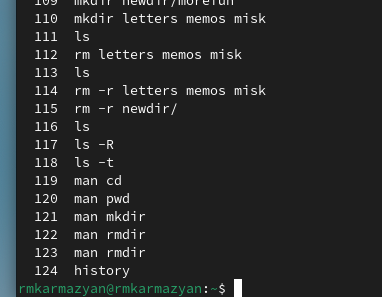 109  mkdir newdir/morefun
110  mkdir letters memos misk
111  ls
112  rm letters memos misk
113  ls
114  rm -r letters memos misk
115  rm -r newdir/
116  ls
117  ls -R
118  ls -t
119  man cd
120  man pwd
121  man mkdir
122  man rmdir
123  man rmdir
124  history
rmkarmazyan@rmkarmazyan:~$